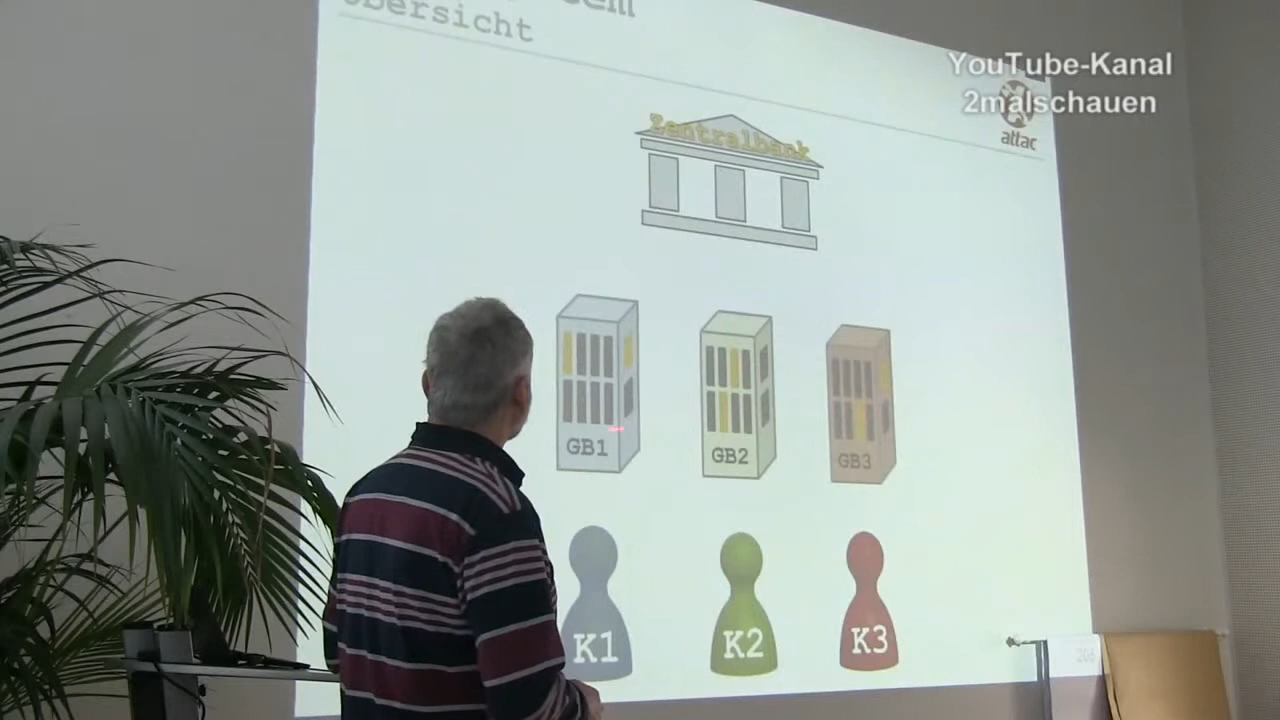 Übersicht
YouTube-Kanal
2malschauen
attac
Zentralbank
GB1
GB2
GB3
K1
K2
K3